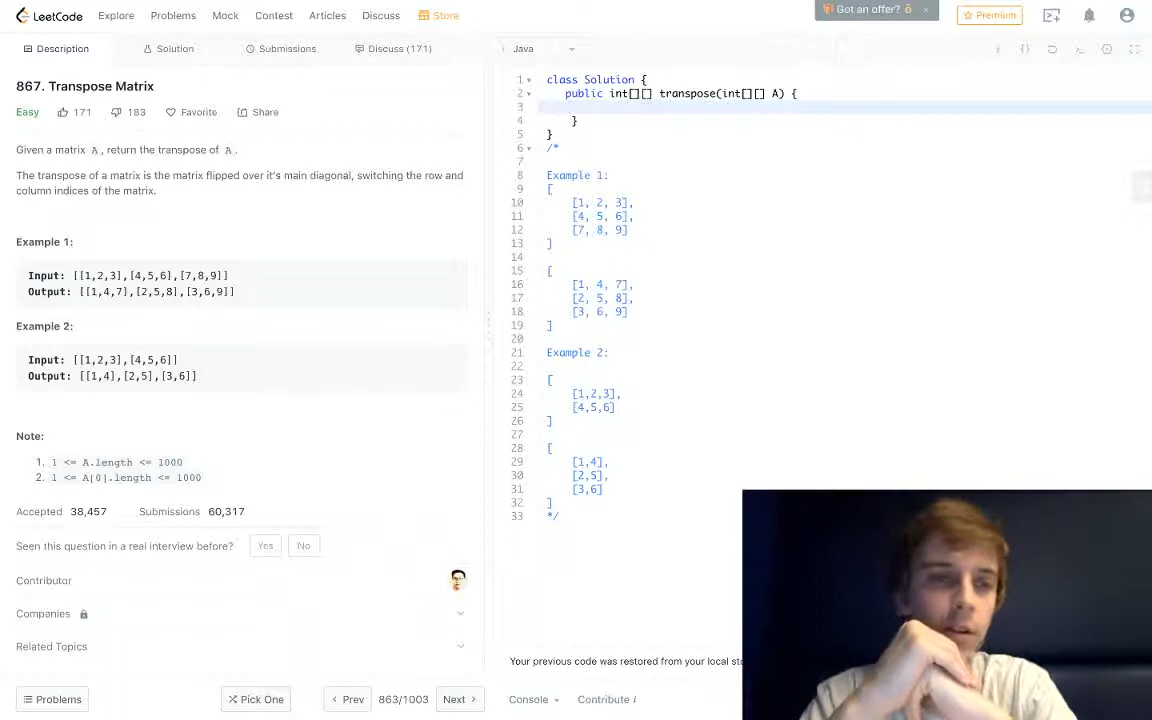 LeetCode Explore Problems Mock Contest Articles Discuss Store Got an offer? × Premium
Description Solution Submissions Discuss (171) Java
867. Transpose Matrix
Easy 171 183 Favorite Share
Given a matrix A, return the transpose of A.
The transpose of a matrix is the matrix flipped over it's main diagonal, switching the row and
column indices of the matrix.
Example 1:
Input: [[1,2,3],[4,5,6],[7,8,9]]
Output: [[1,4,7],[2,5,8],[3,6,9]]
Example 2:
Input: [[1,2,3],[4,5,6]]
Output: [[1,4],[2,5],[3,6]]
Note:
1. 1 <= A.length <= 1000
2. 1 <= A[0].length <= 1000
Accepted 38,457 Submissions 60,317
Seen this question in a real interview before? Yes No
Contributor
Companies
Related Topics
Problems Pick One Prev 863/1003 Next
1 class Solution {
2 public int[][] transpose(int[][] A) {
3
4 }
5 }
6 /*
7
8 Example 1:
9 [
10 [1, 2, 3],
11 [4, 5, 6],
12 [7, 8, 9]
13 ]
14
15 [
16 [1, 4, 7],
17 [2, 5, 8],
18 [3, 6, 9]
19 ]
20
21 Example 2:
22
23 [
24 [1,2,3],
25 [4,5,6]
26 ]
27
28 [
29 [1,4],
30 [2,5],
31 [3,6]
32 ]
33 */
Your previous code was restored from your local sto
Console Contribute i